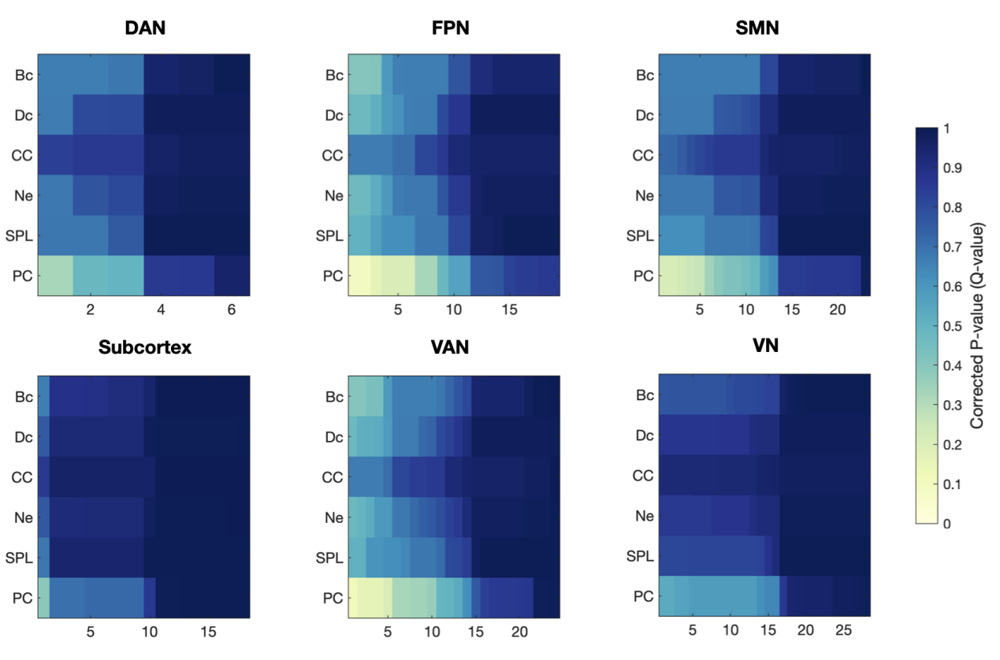 DAN FPN SMN
Bc Bc Bc
Dc Dc Dc
CC CC CC
Ne Ne Ne
SPL SPL SPL
PC PC PC
2 4 6 5 10 15 5 10 15 20
Subcortex VAN VN
Bc Bc Bc
Dc Dc Dc
CC CC CC
Ne Ne Ne
SPL SPL SPL
PC PC PC
5 10 15 5 10 15 20 5 10 15 20 25
1
0.9
0.8
0.7
0.6
0.5
0.4
0.3
0.2
0.1
0
Corrected P-value (Q-value)